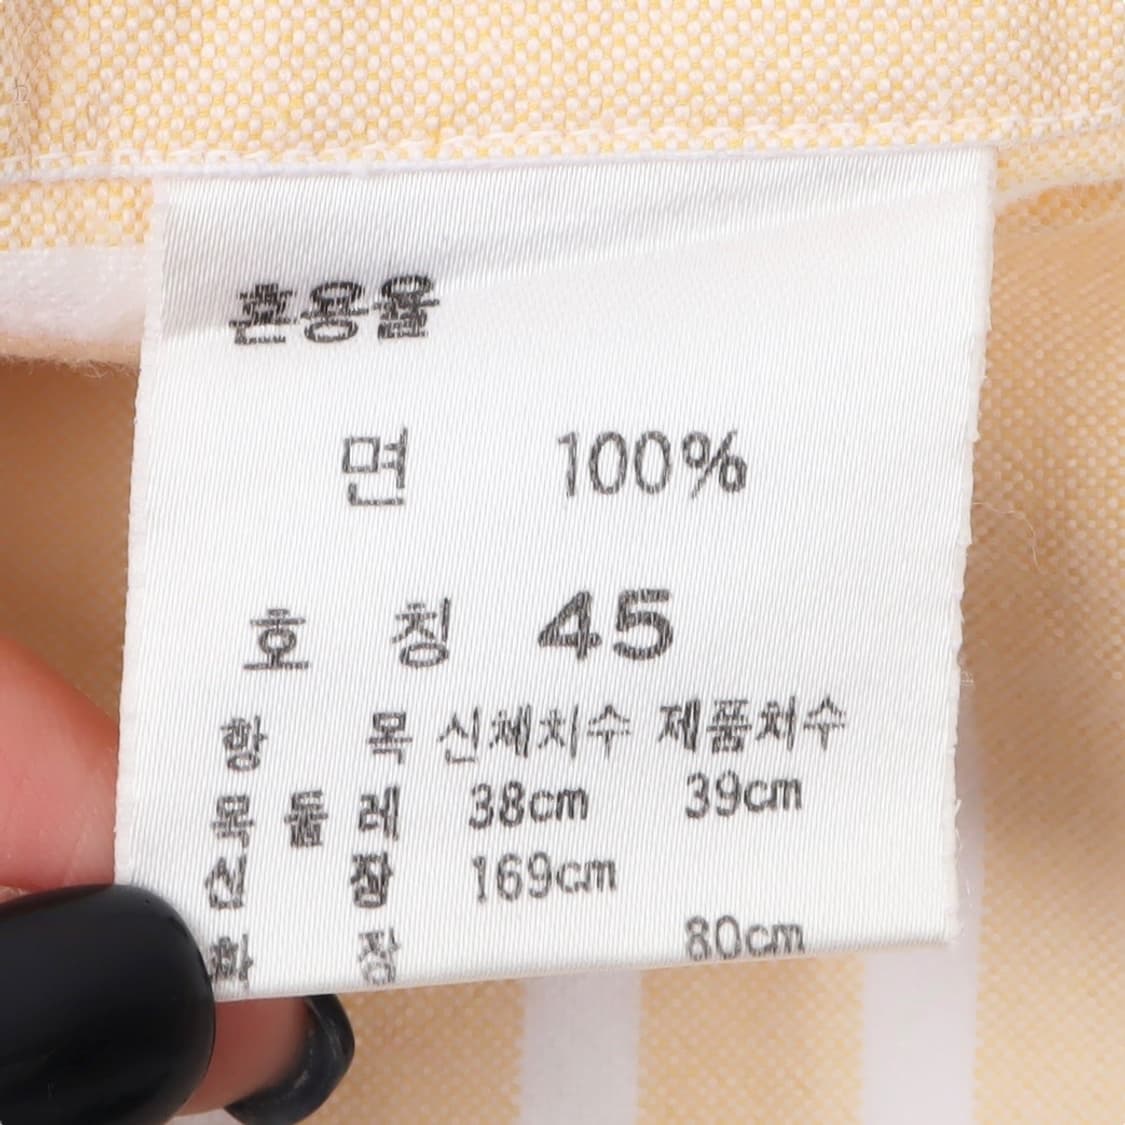 혼용율
면 100%
호 칭 45
항 목 신체치수 제품처수
목 둘 레 38cm 39cm
신 장 169cm
화 장 80cm